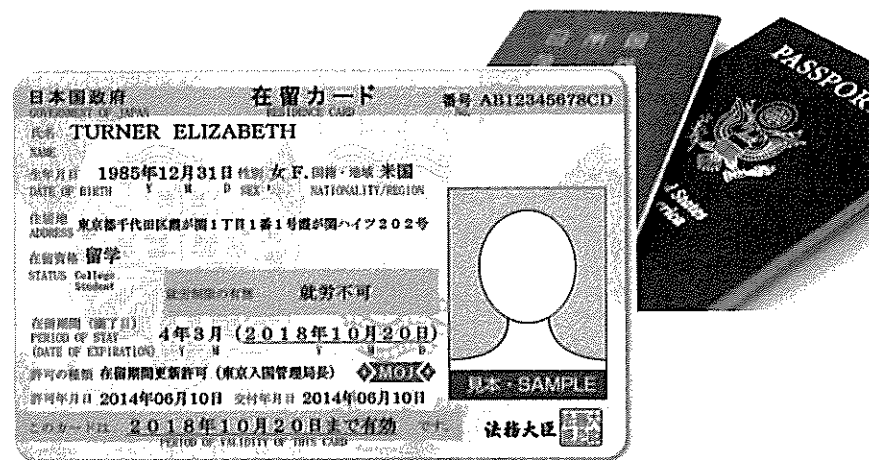 日本国政府 在留カード 番号 AB12345678CD
GOVERNMENT OF JAPAN RESIDENCE CARD No.
氏名 TURNER ELIZABETH
NAME
生年月日 1985年12月31日 性別 女 F. 国籍・地域 米国
DATE OF BIRTH Y M D SEX NATIONALITY/REGION
住居地 東京都千代田区霞が関1丁目1番1号霞が関ハイツ202号
ADDRESS
在留資格 留学
STATUS College Student
就労制限の有無 就労不可
在留期間(満了日) 4年3月(2018年10月20日)
PERIOD OF STAY
(DATE OF EXPIRATION) Y M Y M D
許可の種類 在留期間更新許可(東京入国管理局長) MOJ
許可年月日 2014年06月10日 交付年月日 2014年06月10日
見本・SAMPLE
このカードは 2018年10月20日まで有効 です
PERIOD OF VALIDITY OF THIS CARD
法務大臣
PASSPOR